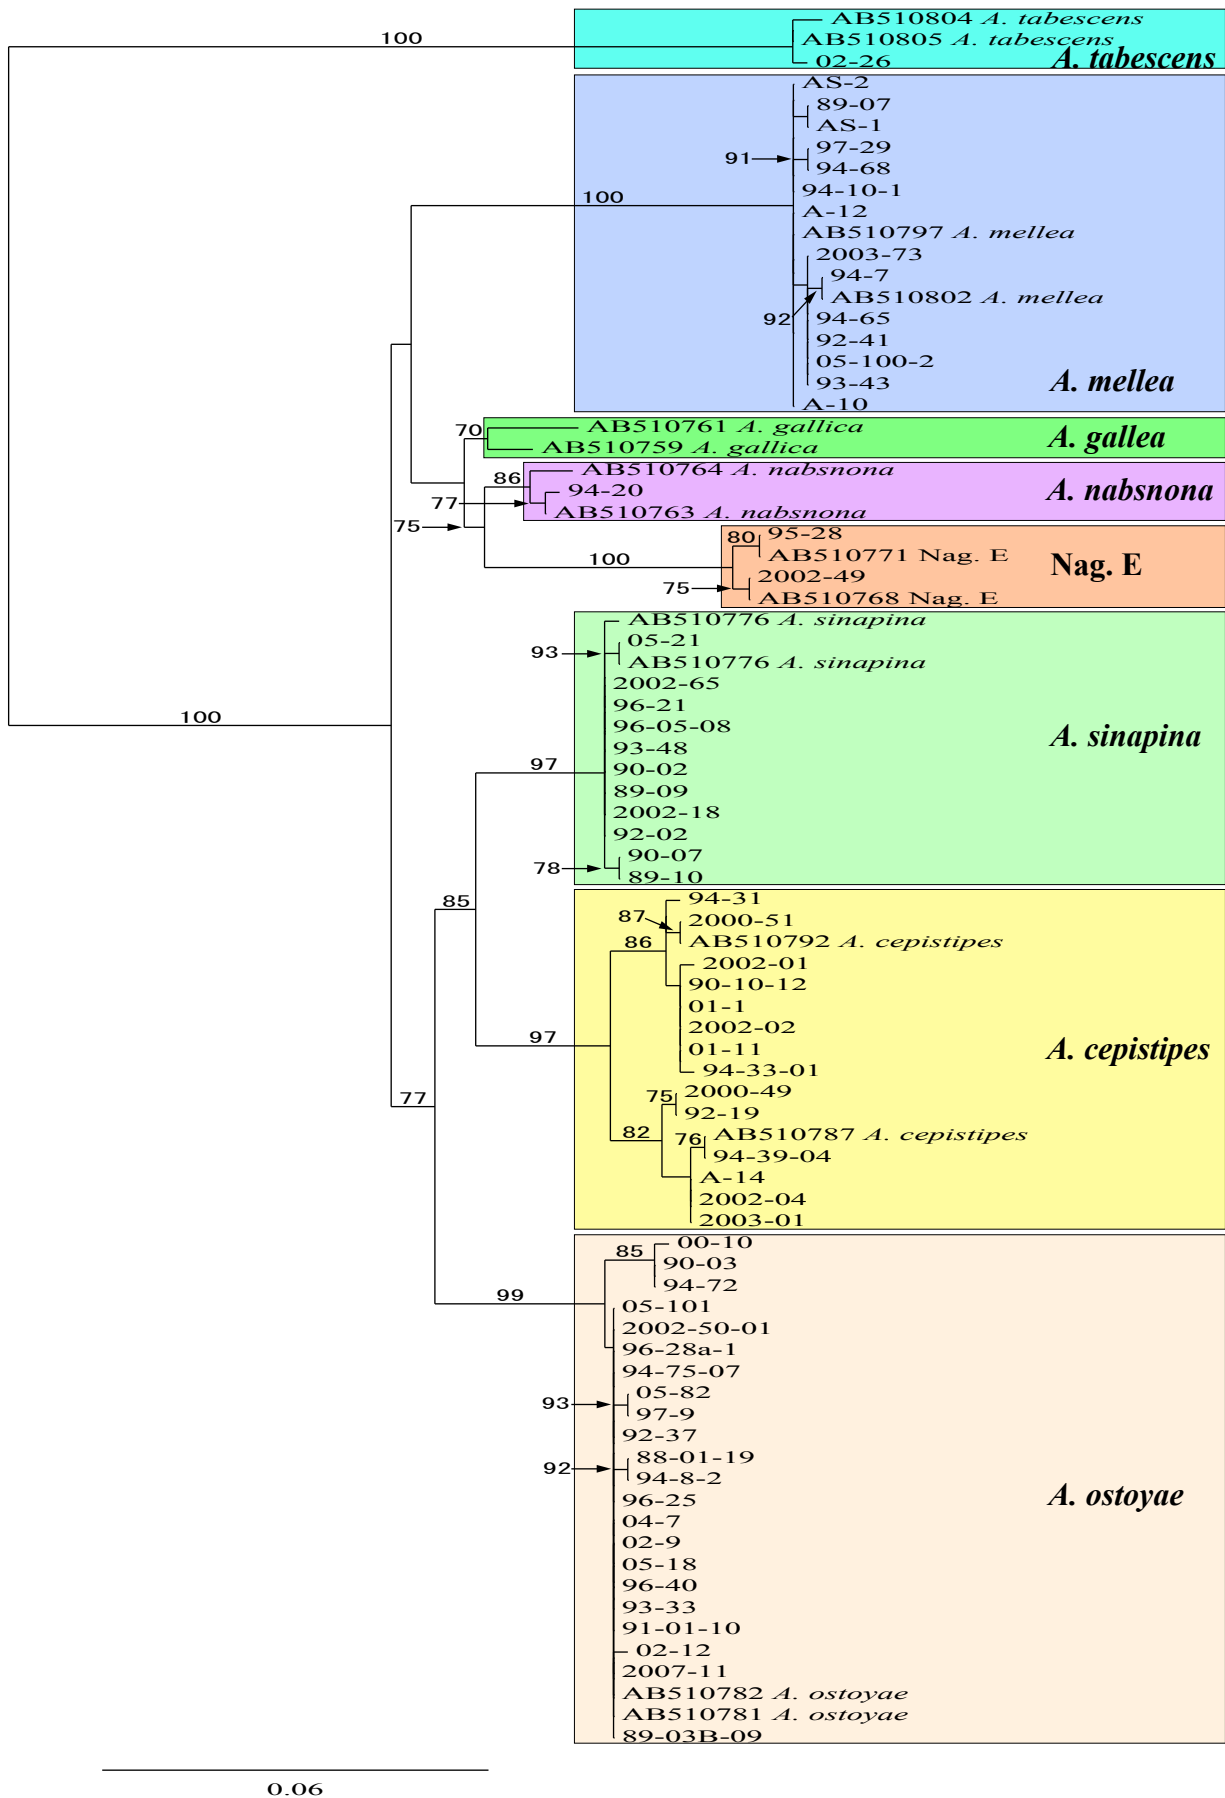 AB510804 A. tabescens
100
AB510805 A. tabescens
A. tabescens
02-26
AS-2
89-07
AS-1
97-29
91
94-68
94-10-1
100
A-12
AB510797 A. mellea
2003-73
94-7
AB510802 A. mellea
92
94-65
92-41
05-100-2
93-43
A. mellea
A-10
AB510761 A. gallica
70
A. gallea
AB510759 A. gallica
AB510764 A. nabsnona
86
94-20
A. nabsnona
77
AB510763 A. nabsnona
75
95-28
80
AB510771 Nag. E
100
Nag. E
2002-49
75
AB510768 Nag. E
AB510776 A. sinapina
05-21
93
AB510776 A. sinapina
2002-65
96-21
100
96-05-08
A. sinapina
93-48
97
90-02
89-09
2002-18
92-02
90-07
78
89-10
85
94-31
87
2000-51
86
AB510792 A. cepistipes
2002-01
90-10-12
01-1
2002-02
97
01-11
A. cepistipes
94-33-01
77
75
2000-49
92-19
82
76
AB510787 A. cepistipes
94-39-04
A-14
2002-04
2003-01
00-10
85
90-03
94-72
99
05-101
2002-50-01
96-28a-1
94-75-07
05-82
93
97-9
92-37
88-01-19
92
94-8-2
96-25
A. ostoyae
04-7
02-9
05-18
96-40
93-33
91-01-10
02-12
2007-11
AB510782 A. ostoyae
AB510781 A. ostoyae
89-03B-09
0.06